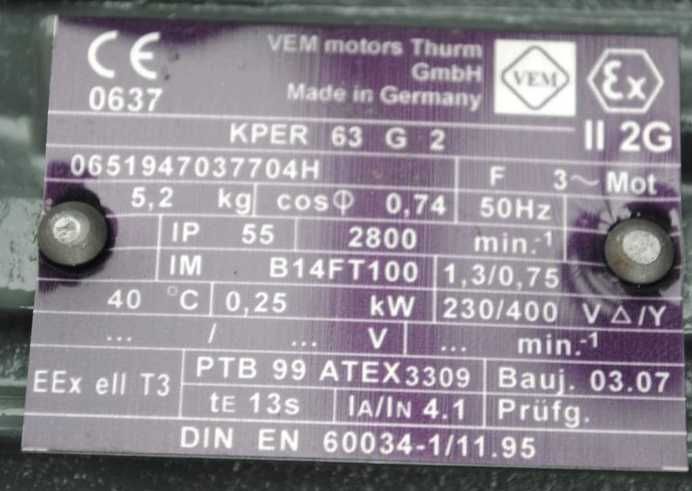 CE VEM motors Thurm
GmbH
0637 Made in Germany
VEM
Ex
KPER 63 G 2 II 2G
0651947037704H F 3~ Mot
5,2 kg cosΦ 0,74 50Hz
IP 55 2800 min.-1
IM B14FT100 1,3/0,75
40 °C 0,25 kW 230/400 V △/Y
... / ... V ... min.-1
EEx eII T3 PTB 99 ATEX3309 Bauj. 03.07
tE 13s IA/IN 4.1 Prüfg.
DIN EN 60034-1/11.95